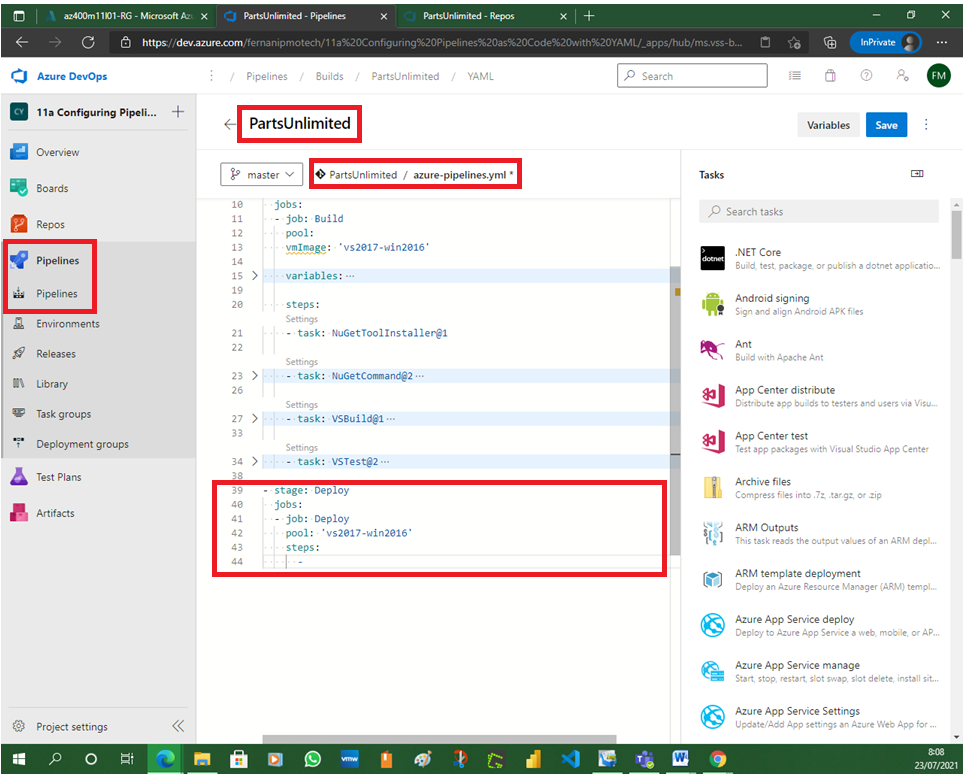 az400m11l01-RG - Microsoft Az
PartsUnlimited - Pipelines
PartsUnlimited - Repos
https://dev.azure.com/fernanipmotech/11a%20Configuring%20Pipelines%20as%20Code%20with%20YAML/_apps/hub/ms.vss-b...
InPrivate
Azure DevOps
/ Pipelines / Builds / PartsUnlimited / YAML
Search
FM
CY
11a Configuring Pipeli...
Overview
Boards
Repos
Pipelines
Pipelines
Environments
Releases
Library
Task groups
Deployment groups
Test Plans
Artifacts
Project settings
PartsUnlimited
Variables
Save
master
PartsUnlimited / azure-pipelines.yml *
10 jobs:
11 - job: Build
12 pool:
13 vmImage: 'vs2017-win2016'
14
15 variables: ...
19
20 steps:
Settings
21 - task: NuGetToolInstaller@1
22
Settings
23 - task: NuGetCommand@2 ...
26
Settings
27 - task: VSBuild@1 ...
33
Settings
34 - task: VSTest@2 ...
38
39 - stage: Deploy
40 jobs:
41 - job: Deploy
42 pool: 'vs2017-win2016'
43 steps:
44 -
Tasks
Search tasks
dotnet
.NET Core
Build, test, package, or publish a dotnet applicatio...
Android signing
Sign and align Android APK files
Ant
Build with Apache Ant
App Center distribute
Distribute app builds to testers and users via Visu...
App Center test
Test app packages with Visual Studio App Center
Archive files
Compress files into .7z, .tar.gz, or .zip
ARM Outputs
This task reads the output values of an ARM depl...
ARM template deployment
Deploy an Azure Resource Manager (ARM) templ...
Azure App Service deploy
Deploy to Azure App Service a web, mobile, or AP...
Azure App Service manage
Start, stop, restart, slot swap, slot delete, install sit...
Azure App Service Settings
Update/Add App settings an Azure Web App for ...
vmw
8:08
23/07/2021